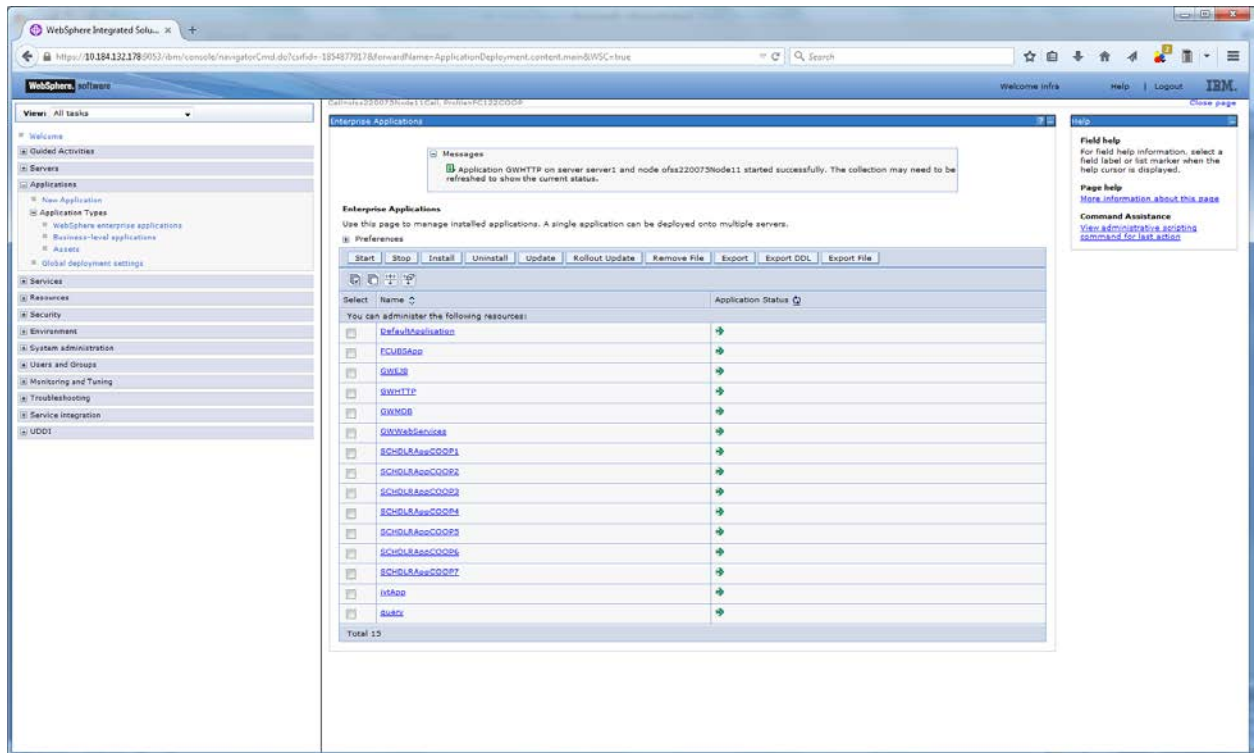 WebSphere Integrated Solu... × +
https://10.184.132.178:9053/ibm/console/navigatorCmd.do?csrfid=-1854877917&forwardName=ApplicationDeployment.content.main&WSC=true
Search
WebSphere. software
Welcome infra
Help | Logout
IBM.
View: All tasks
Welcome
Guided Activities
Servers
Applications
New Application
Application Types
WebSphere enterprise applications
Business-level applications
Assets
Global deployment settings
Services
Resources
Security
Environment
System administration
Users and Groups
Monitoring and Tuning
Troubleshooting
Service integration
UDDI
Close page
Enterprise Applications
Messages
Application GWHTTP on server server1 and node ofss220075Node11 started successfully. The collection may need to be
refreshed to show the current status.
Enterprise Applications
Use this page to manage installed applications. A single application can be deployed onto multiple servers.
Preferences
Start Stop Install Uninstall Update Rollout Update Remove File Export Export DDL Export File
Select Name Application Status
You can administer the following resources:
DefaultApplication
FCUBSApp
GWEJB
GWHTTP
GWMDB
GWWebServices
SCHDLRAppCOOP1
SCHDLRAppCOOP2
SCHDLRAppCOOP3
SCHDLRAppCOOP4
SCHDLRAppCOOP5
SCHDLRAppCOOP6
SCHDLRAppCOOP7
ivtApp
query
Total 15
Help
Field help
For field help information, select a
field label or list marker when the
help cursor is displayed.
Page help
More information about this page
Command Assistance
View administrative scripting
command for last action